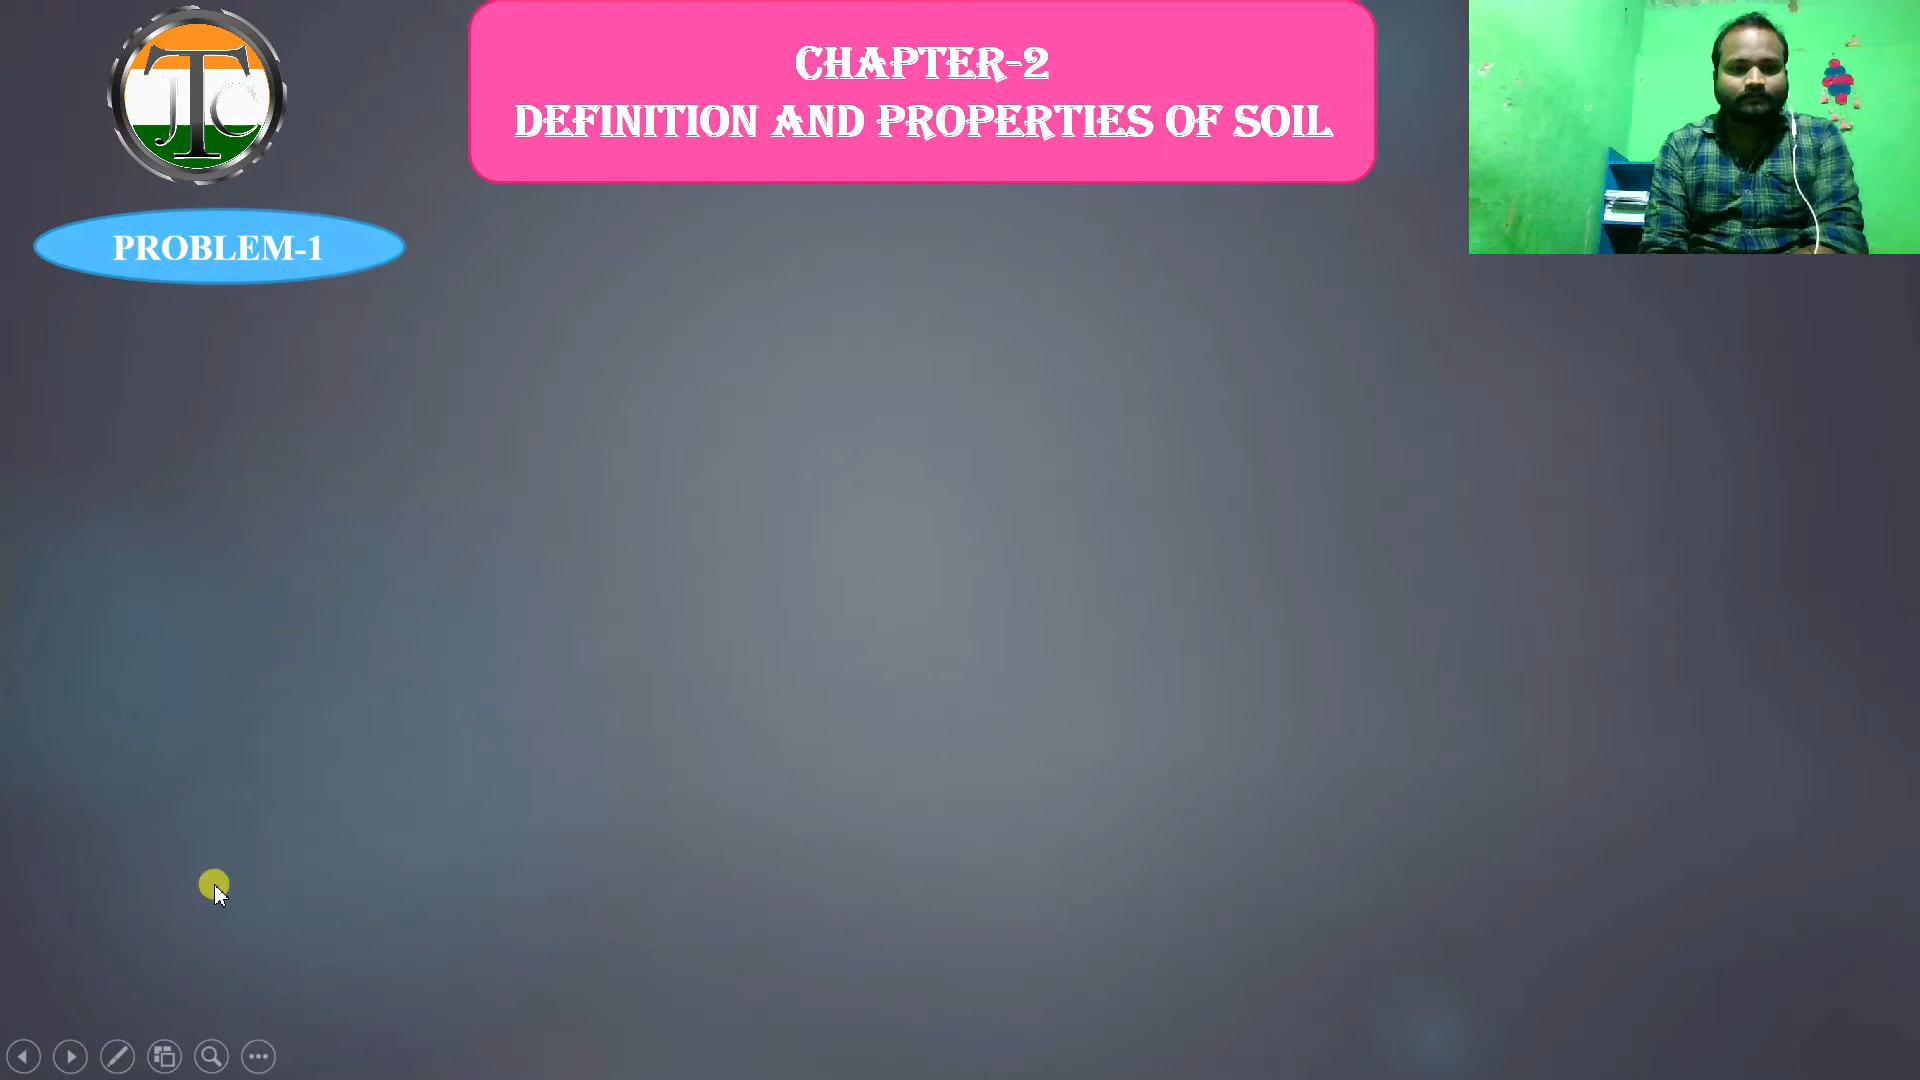 JTC
CHAPTER-2
DEFINITION AND PROPERTIES OF SOIL
PROBLEM-1